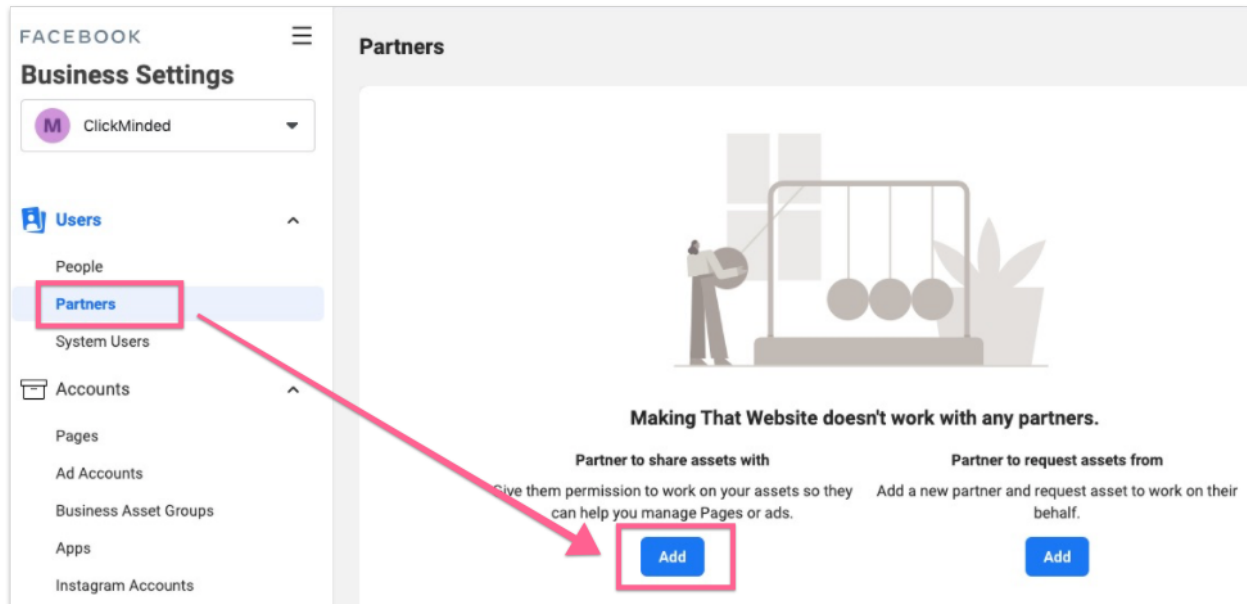 FACEBOOK
Business Settings
M ClickMinded
Users
People
Partners
System Users
Accounts
Pages
Ad Accounts
Business Asset Groups
Apps
Instagram Accounts
Partners
Making That Website doesn't work with any partners.
Partner to share assets with
Give them permission to work on your assets so they
can help you manage Pages or ads.
Add
Partner to request assets from
Add a new partner and request asset to work on their
behalf.
Add